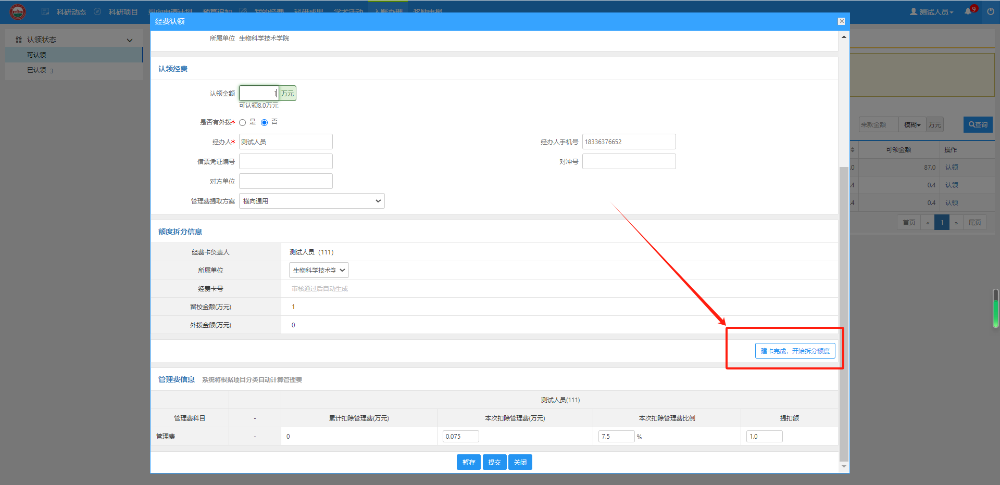 科研动态 科研项目 纵向申请计划 预算追加 我的经费 科研成果 学术活动 入账办理 奖励申报 测试人员 9
经费认领
认领状态
可认领
已认领 3
所属单位 生物科学技术学院
认领经费
认领金额 1 万元
可认领8.0万元
是否有外拨* 是 否
经办人* 测试人员 经办人手机号 18336376652
借票凭证编号 对冲号
对方单位
管理费提取方案 横向通用
来款金额 模糊 万元 查询
可领金额 操作
.0 87.0 认领
.4 0.4 认领
.4 0.4 认领
首页 « 1 » 尾页
额度拆分信息
经费卡负责人 测试人员（111）
所属单位 生物科学技术学
经费卡号 审核通过后自动生成
留校金额(万元) 1
外拨金额(万元) 0
建卡完成，开始拆分额度
管理费信息 系统将根据项目分类自动计算管理费
测试人员(111)
管理费科目 - 累计扣除管理费(万元) 本次扣除管理费(万元) 本次扣除管理费比例 提扣额
管理费 - 0 0.075 7.5 % 1.0
暂存 提交 关闭